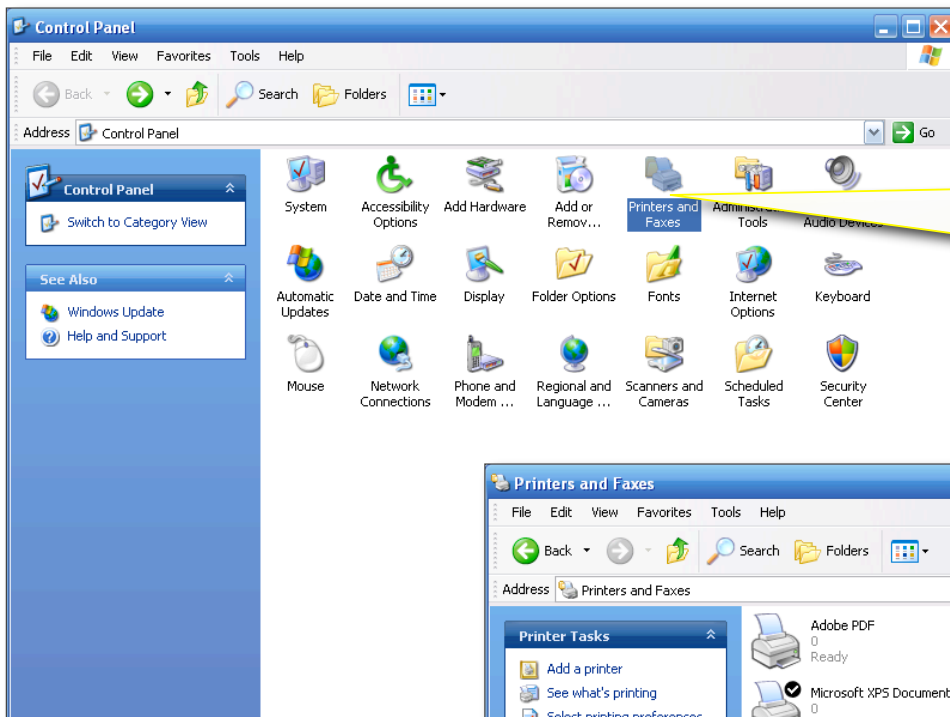 Control Panel
File Edit View Favorites Tools Help
Back Search Folders
Address Control Panel Go
Control Panel
Switch to Category View
See Also
Windows Update
Help and Support
System
Accessibility
Options
Add Hardware
Add or
Remov...
Printers and
Faxes
Tools
Audio Devices
Automatic
Updates
Date and Time
Display
Folder Options
Fonts
Internet
Options
Keyboard
Mouse
Network
Connections
Phone and
Modem ...
Regional and
Language ...
Scanners and
Cameras
Scheduled
Tasks
Security
Center
Printers and Faxes
File Edit View Favorites Tools Help
Back Search Folders
Address Printers and Faxes
Printer Tasks
Add a printer
See what's printing
Select printing preferences
Adobe PDF
0
Ready
Microsoft XPS Document
0